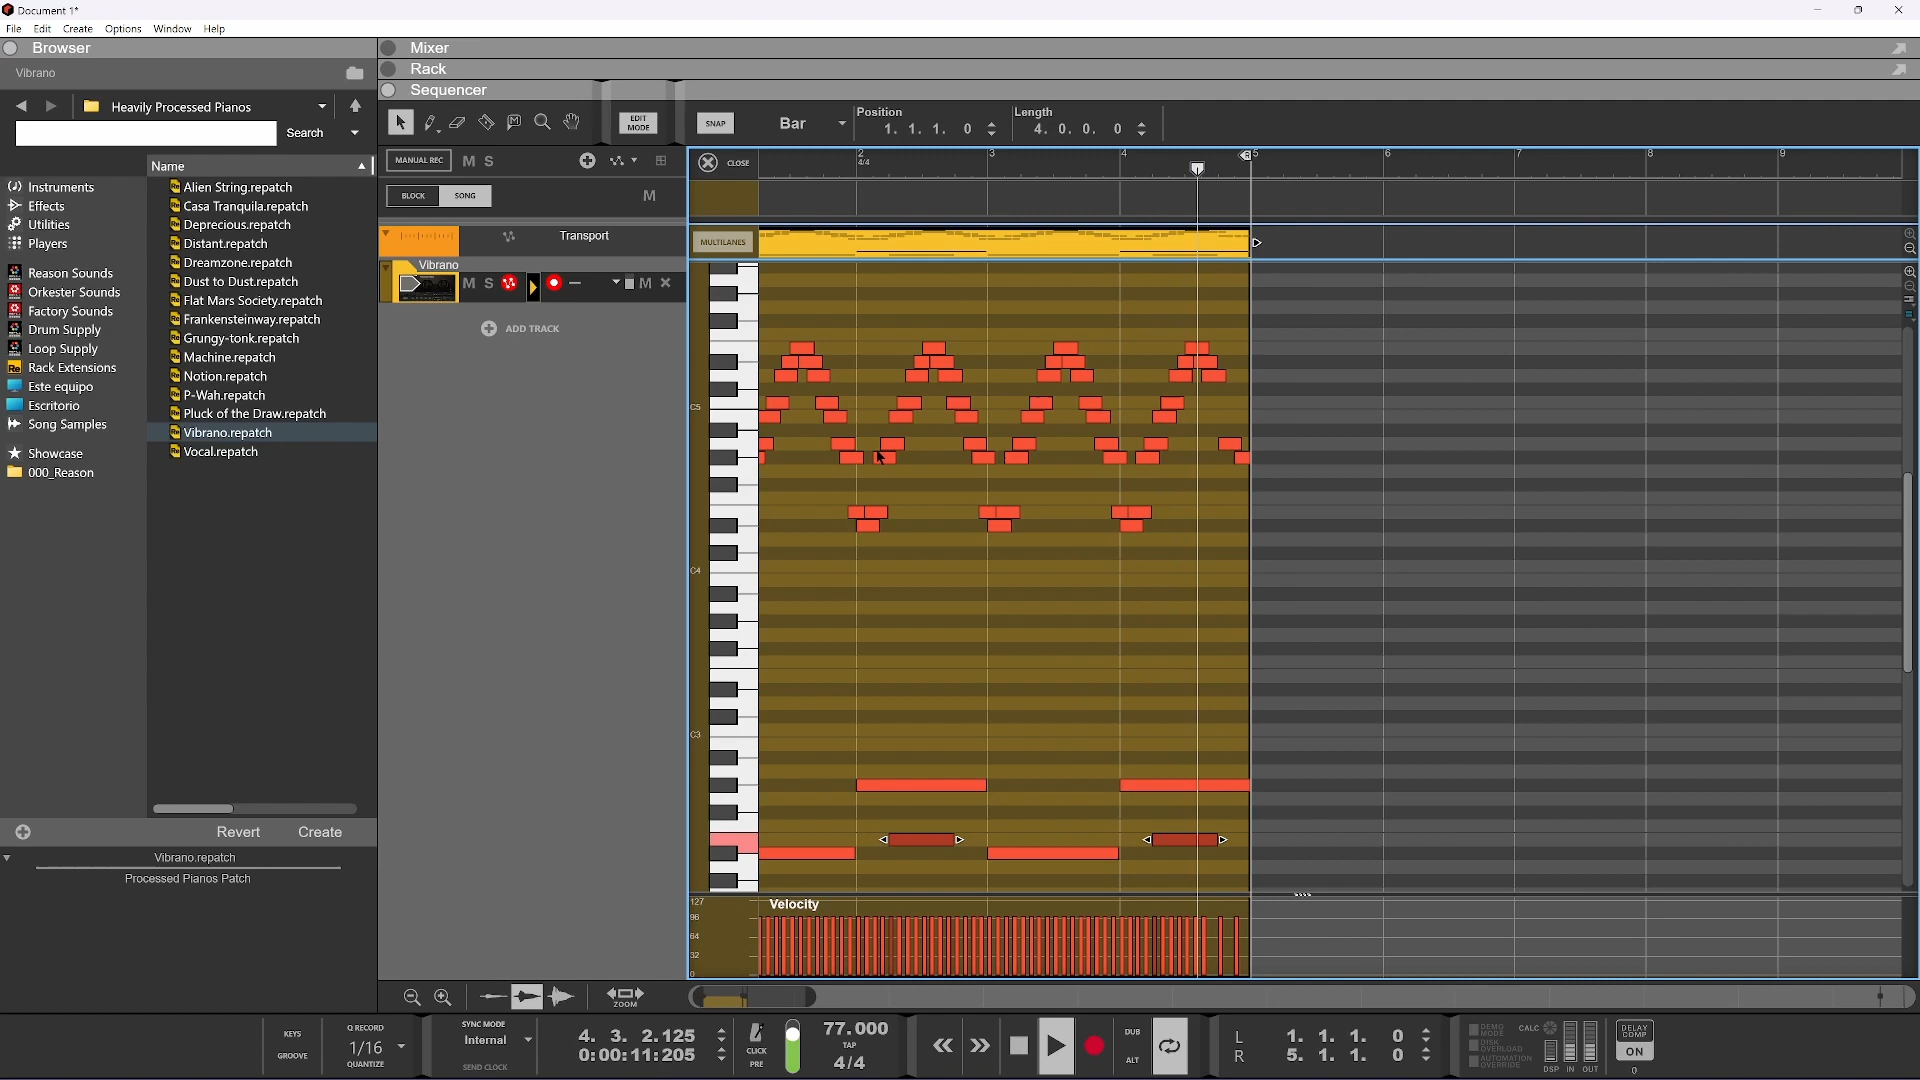 Document 1*
File Edit Create Options Window Help
Browser
Vibrano
Heavily Processed Pianos
Search
Name
Instruments
Effects
Utilities
Players
Reason Sounds
Orkester Sounds
Factory Sounds
Drum Supply
Loop Supply
Rack Extensions
Este equipo
Escritorio
Song Samples
Showcase
000_Reason
Alien String.repatch
Casa Tranquila.repatch
Deprecious.repatch
Distant.repatch
Dreamzone.repatch
Dust to Dust.repatch
Flat Mars Society.repatch
Frankensteinway.repatch
Grungy-tonk.repatch
Machine.repatch
Notion.repatch
P-Wah.repatch
Pluck of the Draw.repatch
Vibrano.repatch
Vocal.repatch
Revert Create
Vibrano.repatch
Processed Pianos Patch
Mixer
Rack
Sequencer
EDIT MODE
SNAP
Bar
Position
1. 1. 1. 0
Length
4. 0. 0. 0
MANUAL REC M S
BLOCK SONG M
Transport
Vibrano
M S M
ADD TRACK
CLOSE
2 3 4 5 6 7 8 9
4/4
MULTILANES
C5
C4
C3
Velocity
127
96
64
32
0
ZOOM
KEYS
GROOVE
Q RECORD
1/16
QUANTIZE
SYNC MODE
Internal
SEND CLOCK
4. 3. 2.125
0:00:11:205
CLICK
PRE
77.000
TAP
4/4
DUB
ALT
L 1. 1. 1. 0
R 5. 1. 1. 0
DEMO MODE
DISK OVERLOAD
AUTOMATION OVERRIDE
CALC
DSP IN OUT
DELAY COMP
ON
0